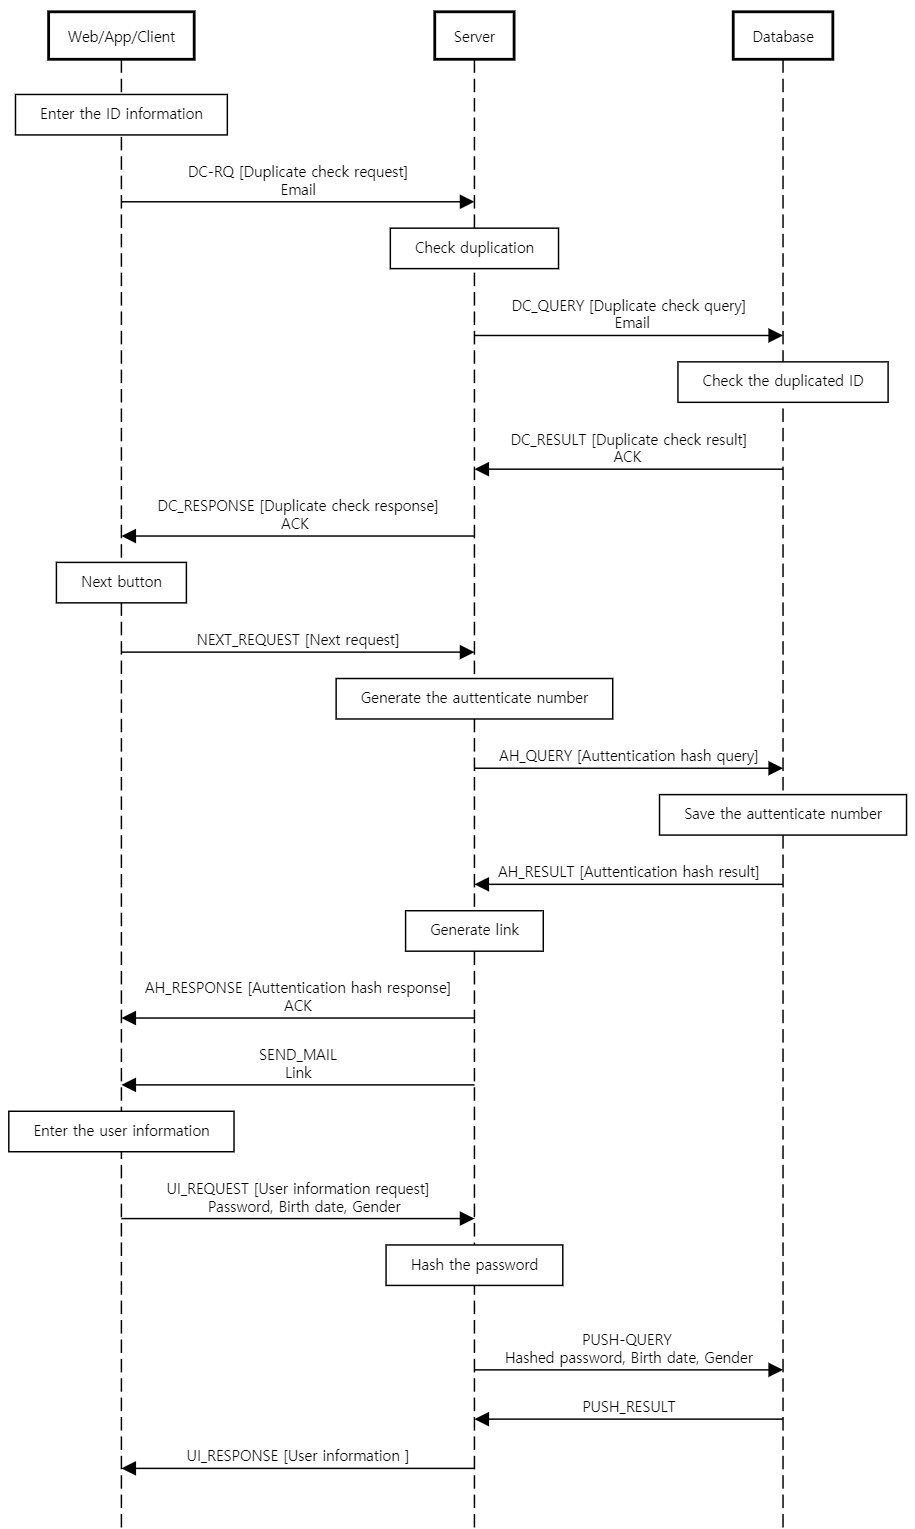 Web/App/Client
Server
Database
Enter the ID information
DC-RQ [Duplicate check request]
Email
Check duplication
DC_QUERY [Duplicate check query]
Email
Check the duplicated ID
DC_RESULT [Duplicate check result]
ACK
DC_RESPONSE [Duplicate check response]
ACK
Next button
NEXT_REQUEST [Next request]
Generate the auttenticate number
AH_QUERY [Auttentication hash query]
Save the auttenticate number
AH_RESULT [Auttentication hash result]
Generate link
AH_RESPONSE [Auttentication hash response]
ACK
SEND_MAIL
Link
Enter the user information
UI_REQUEST [User information request]
Password, Birth date, Gender
Hash the password
PUSH-QUERY
Hashed password, Birth date, Gender
PUSH_RESULT
UI_RESPONSE [User information ]